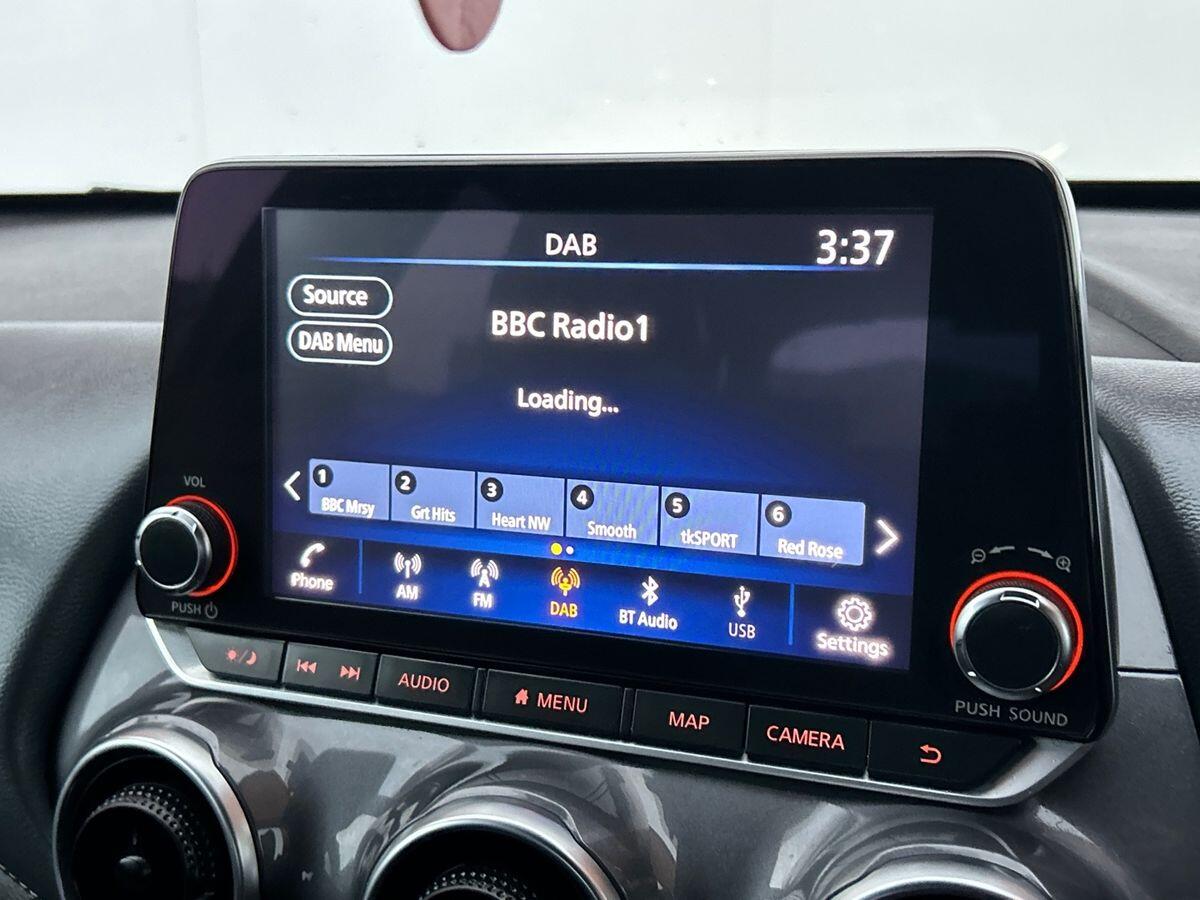 DAB 3:37
Source
BBC Radio1
DAB Menu
Loading...
1 2 3 4 5 6
BBC Mrsy Grt Hits Heart NW Smooth tkSPORT Red Rose
Phone AM FM DAB BT Audio USB Settings
VOL
PUSH
AUDIO MENU MAP CAMERA
PUSH SOUND